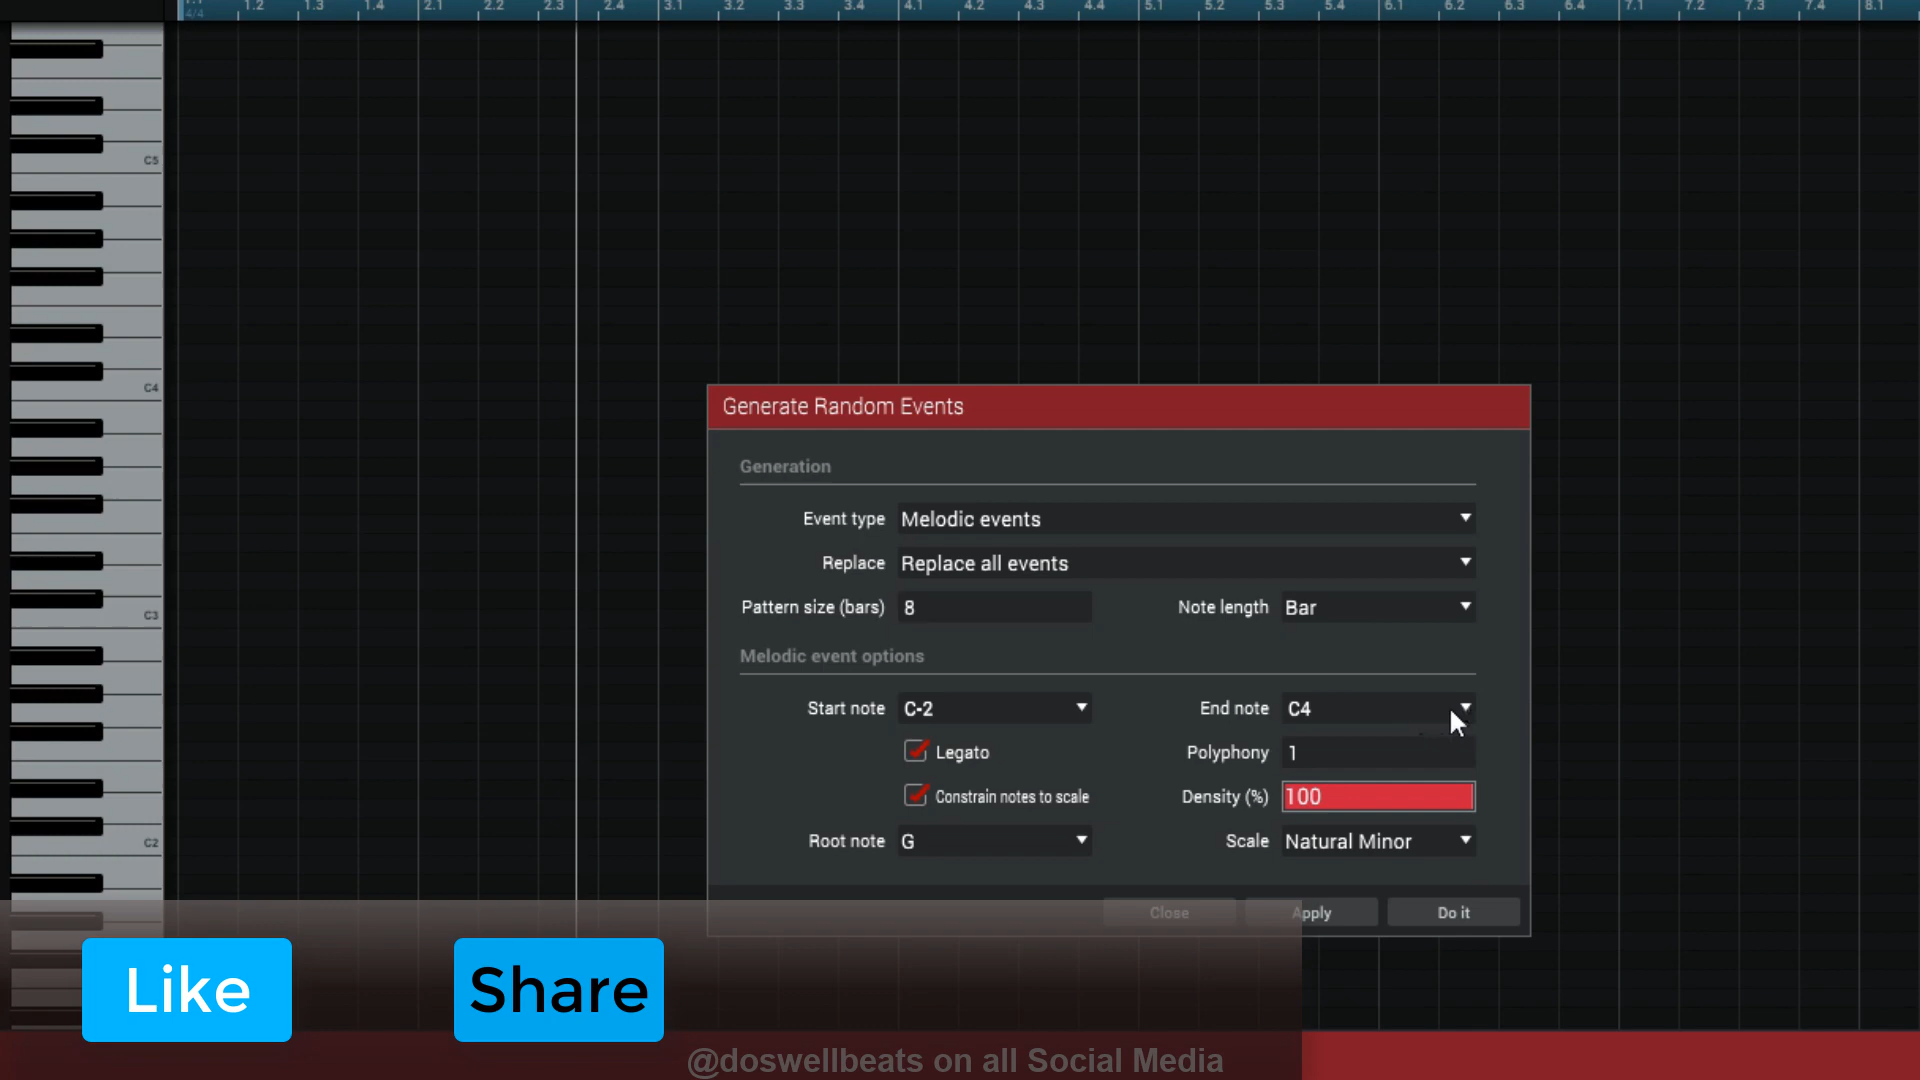 1.1 1.2 1.3 1.4 2.1 2.2 2.3 2.4 3.1 3.2 3.3 3.4 4.1 4.2 4.3 4.4 5.1 5.2 5.3 5.4 6.1 6.2 6.3 6.4 7.1 7.2 7.3 7.4 8.1
4/4
C5
C4
C3
C2
Generate Random Events
Generation
Event type Melodic events
Replace Replace all events
Pattern size (bars) 8 Note length Bar
Melodic event options
Start note C-2 End note C4
Legato Polyphony 1
Constrain notes to scale Density (%) 100
Root note G Scale Natural Minor
Close Apply Do it
Like Share
@doswellbeats on all Social Media